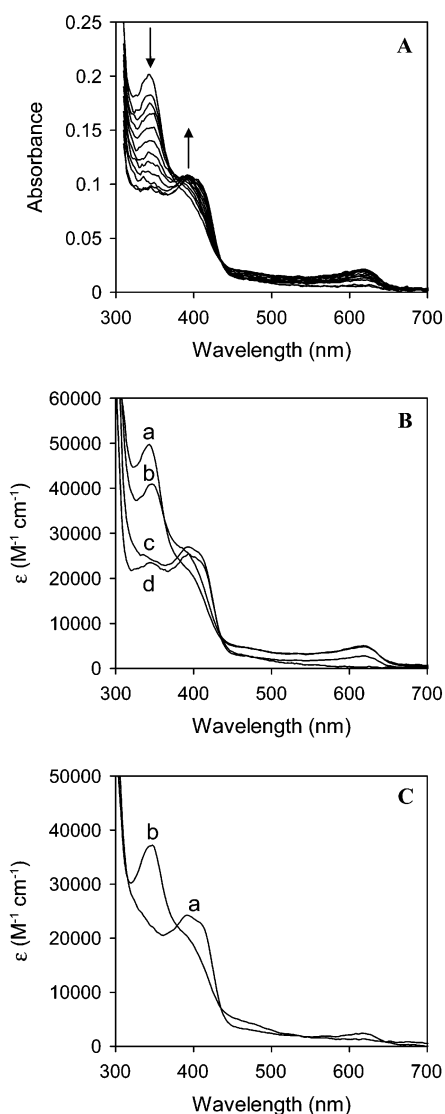 A
Absorbance
0.25
0.2
0.15
0.1
0.05
0
300 400 500 600 700
Wavelength (nm)
B
ε (M⁻¹ cm⁻¹)
60000
50000
40000
30000
20000
10000
0
a
b
c
d
300 400 500 600 700
Wavelength (nm)
C
ε (M⁻¹ cm⁻¹)
50000
40000
30000
20000
10000
0
b
a
300 400 500 600 700
Wavelength (nm)